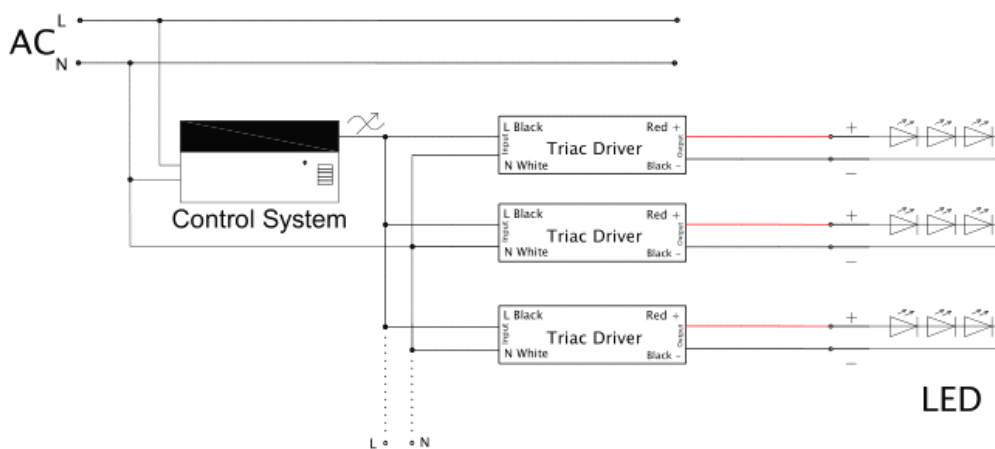 L
AC
N
L Black
Red +
Input
Triac Driver
Output
N White
Black -
+
−
Control System
L Black
Red +
Input
Triac Driver
Output
N White
Black -
+
−
L Black
Red +
Input
Triac Driver
Output
N White
Black -
+
−
LED
L
N